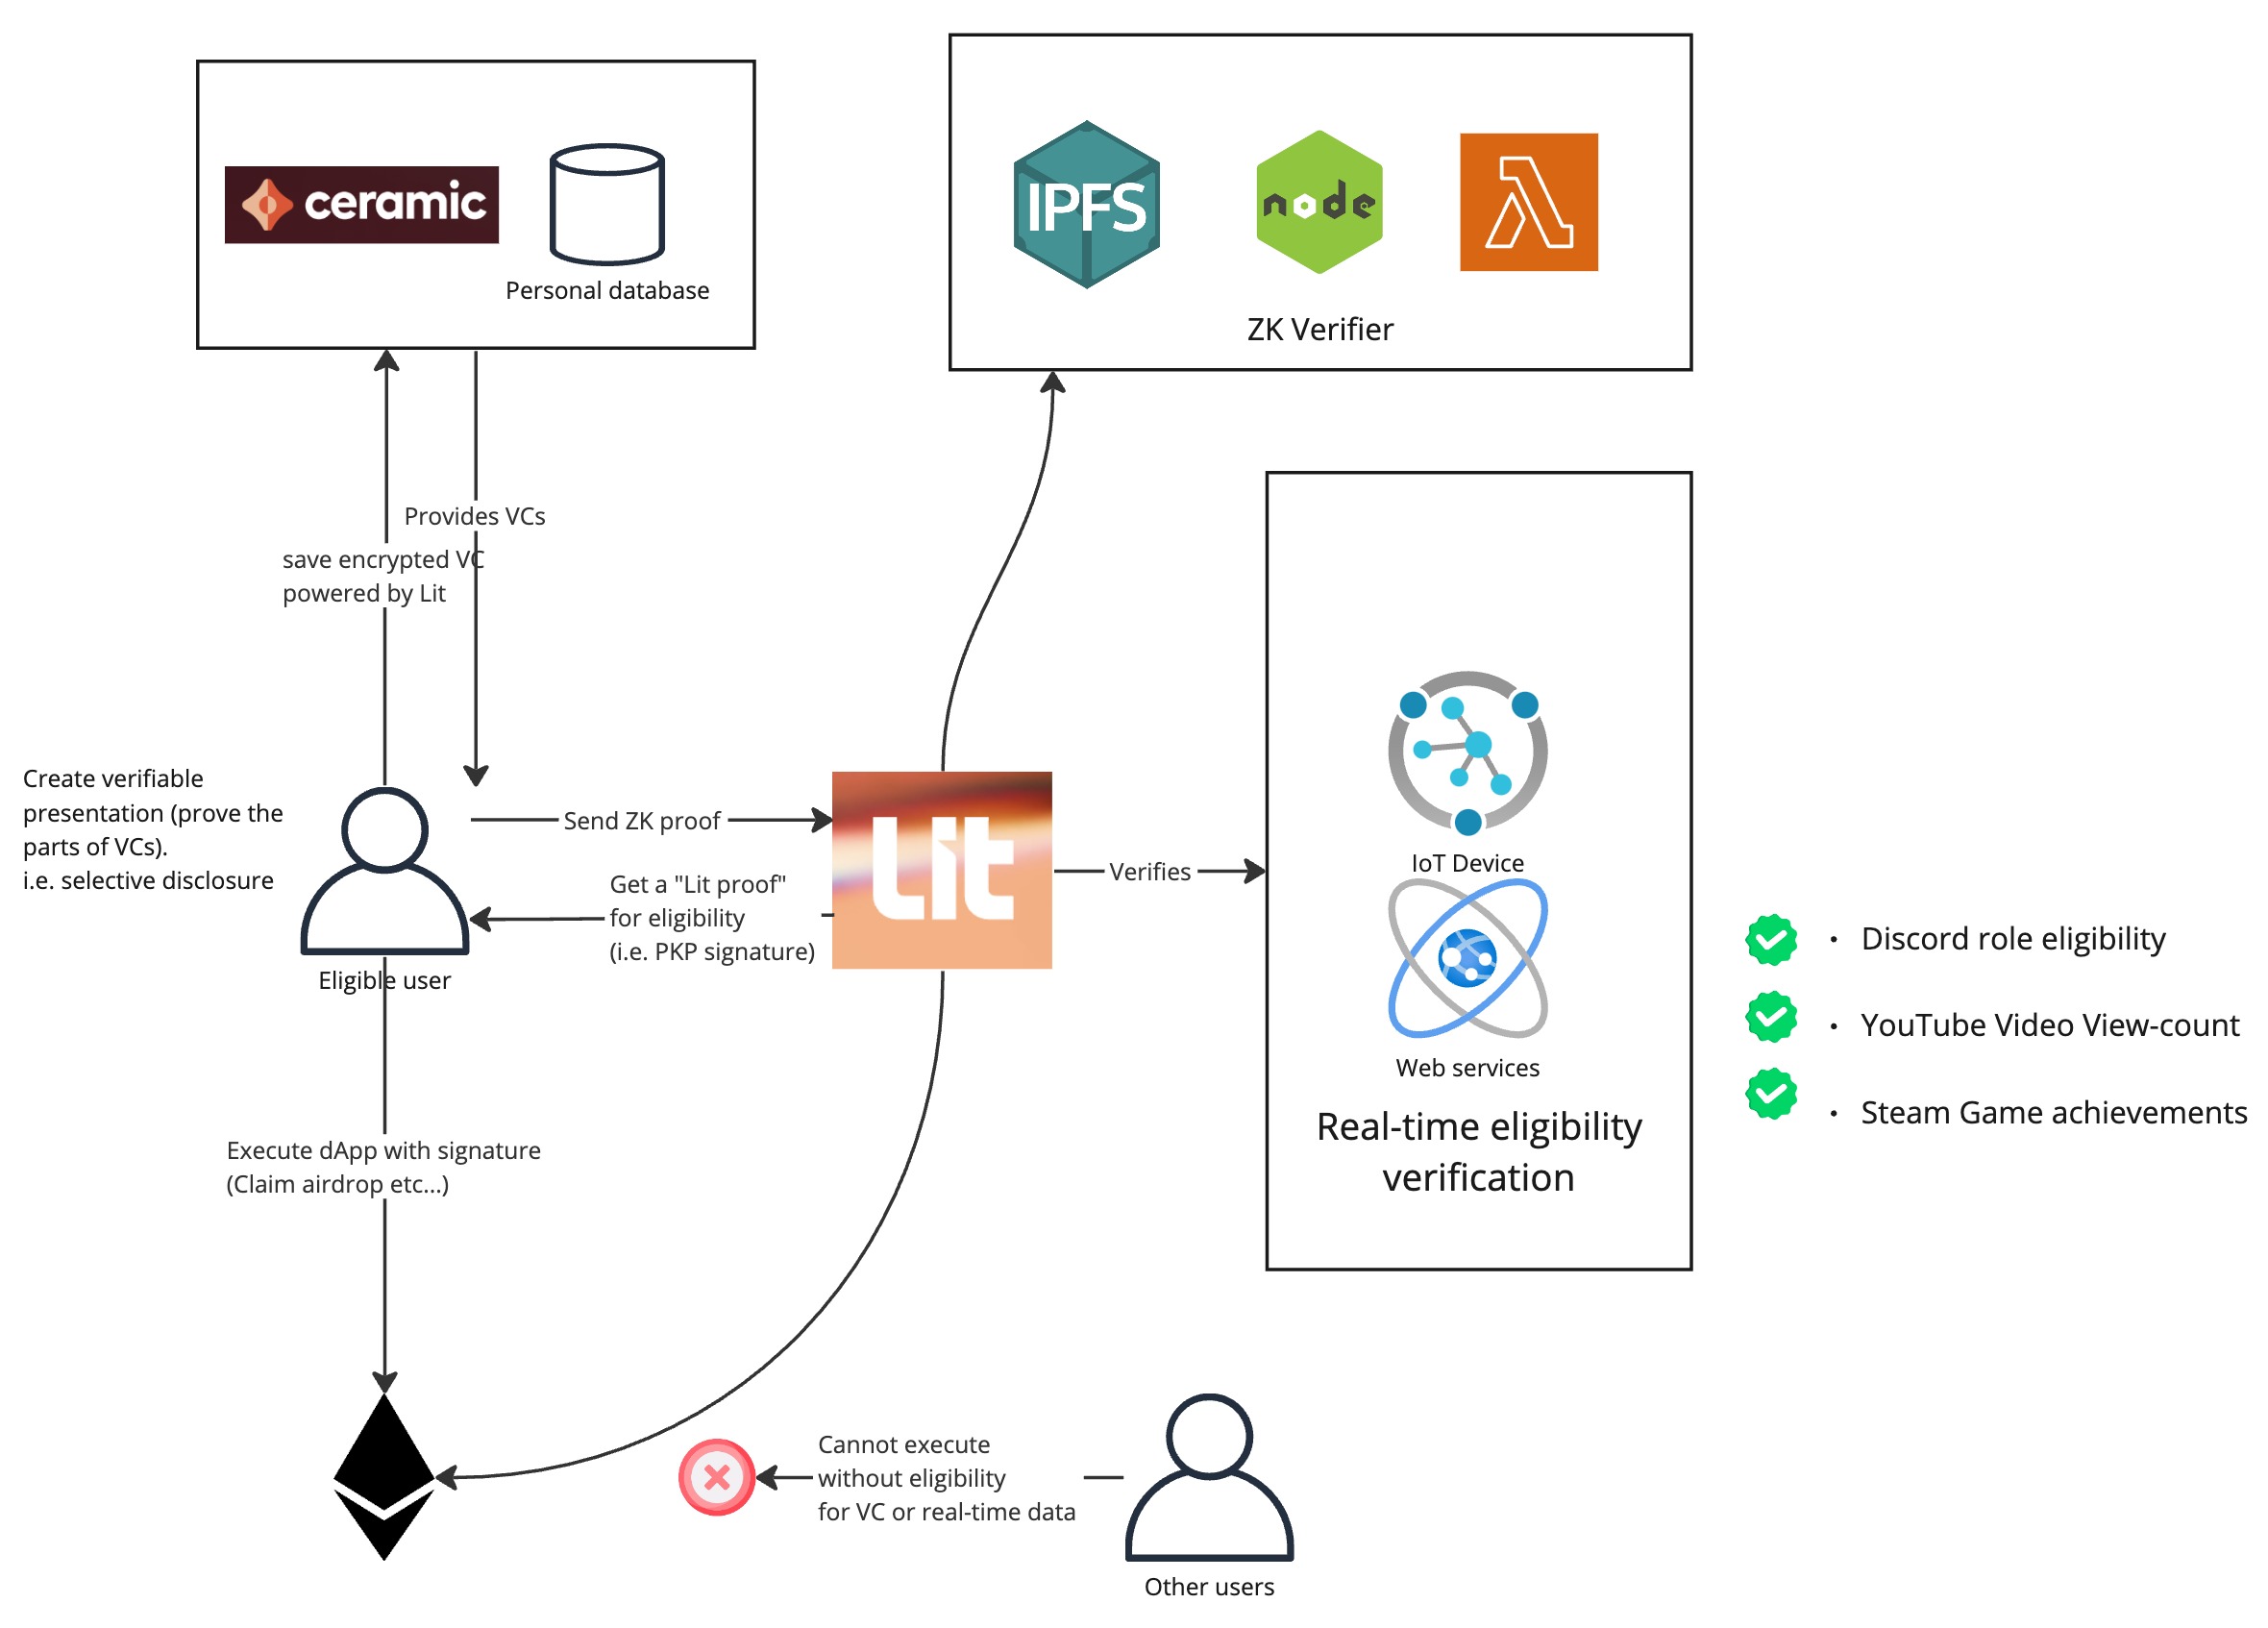 ceramic
Personal database
IPFS
node
ZK Verifier
Provides VCs
save encrypted VC
powered by Lit
Create verifiable
presentation (prove the
parts of VCs).
i.e. selective disclosure
Send ZK proof
Get a "Lit proof"
for eligibility
(i.e. PKP signature)
Lit
Verifies
Eligible user
IoT Device
Web services
Real-time eligibility
verification
• Discord role eligibility
• YouTube Video View-count
• Steam Game achievements
Execute dApp with signature
(Claim airdrop etc...)
Cannot execute
without eligibility
for VC or real-time data
Other users